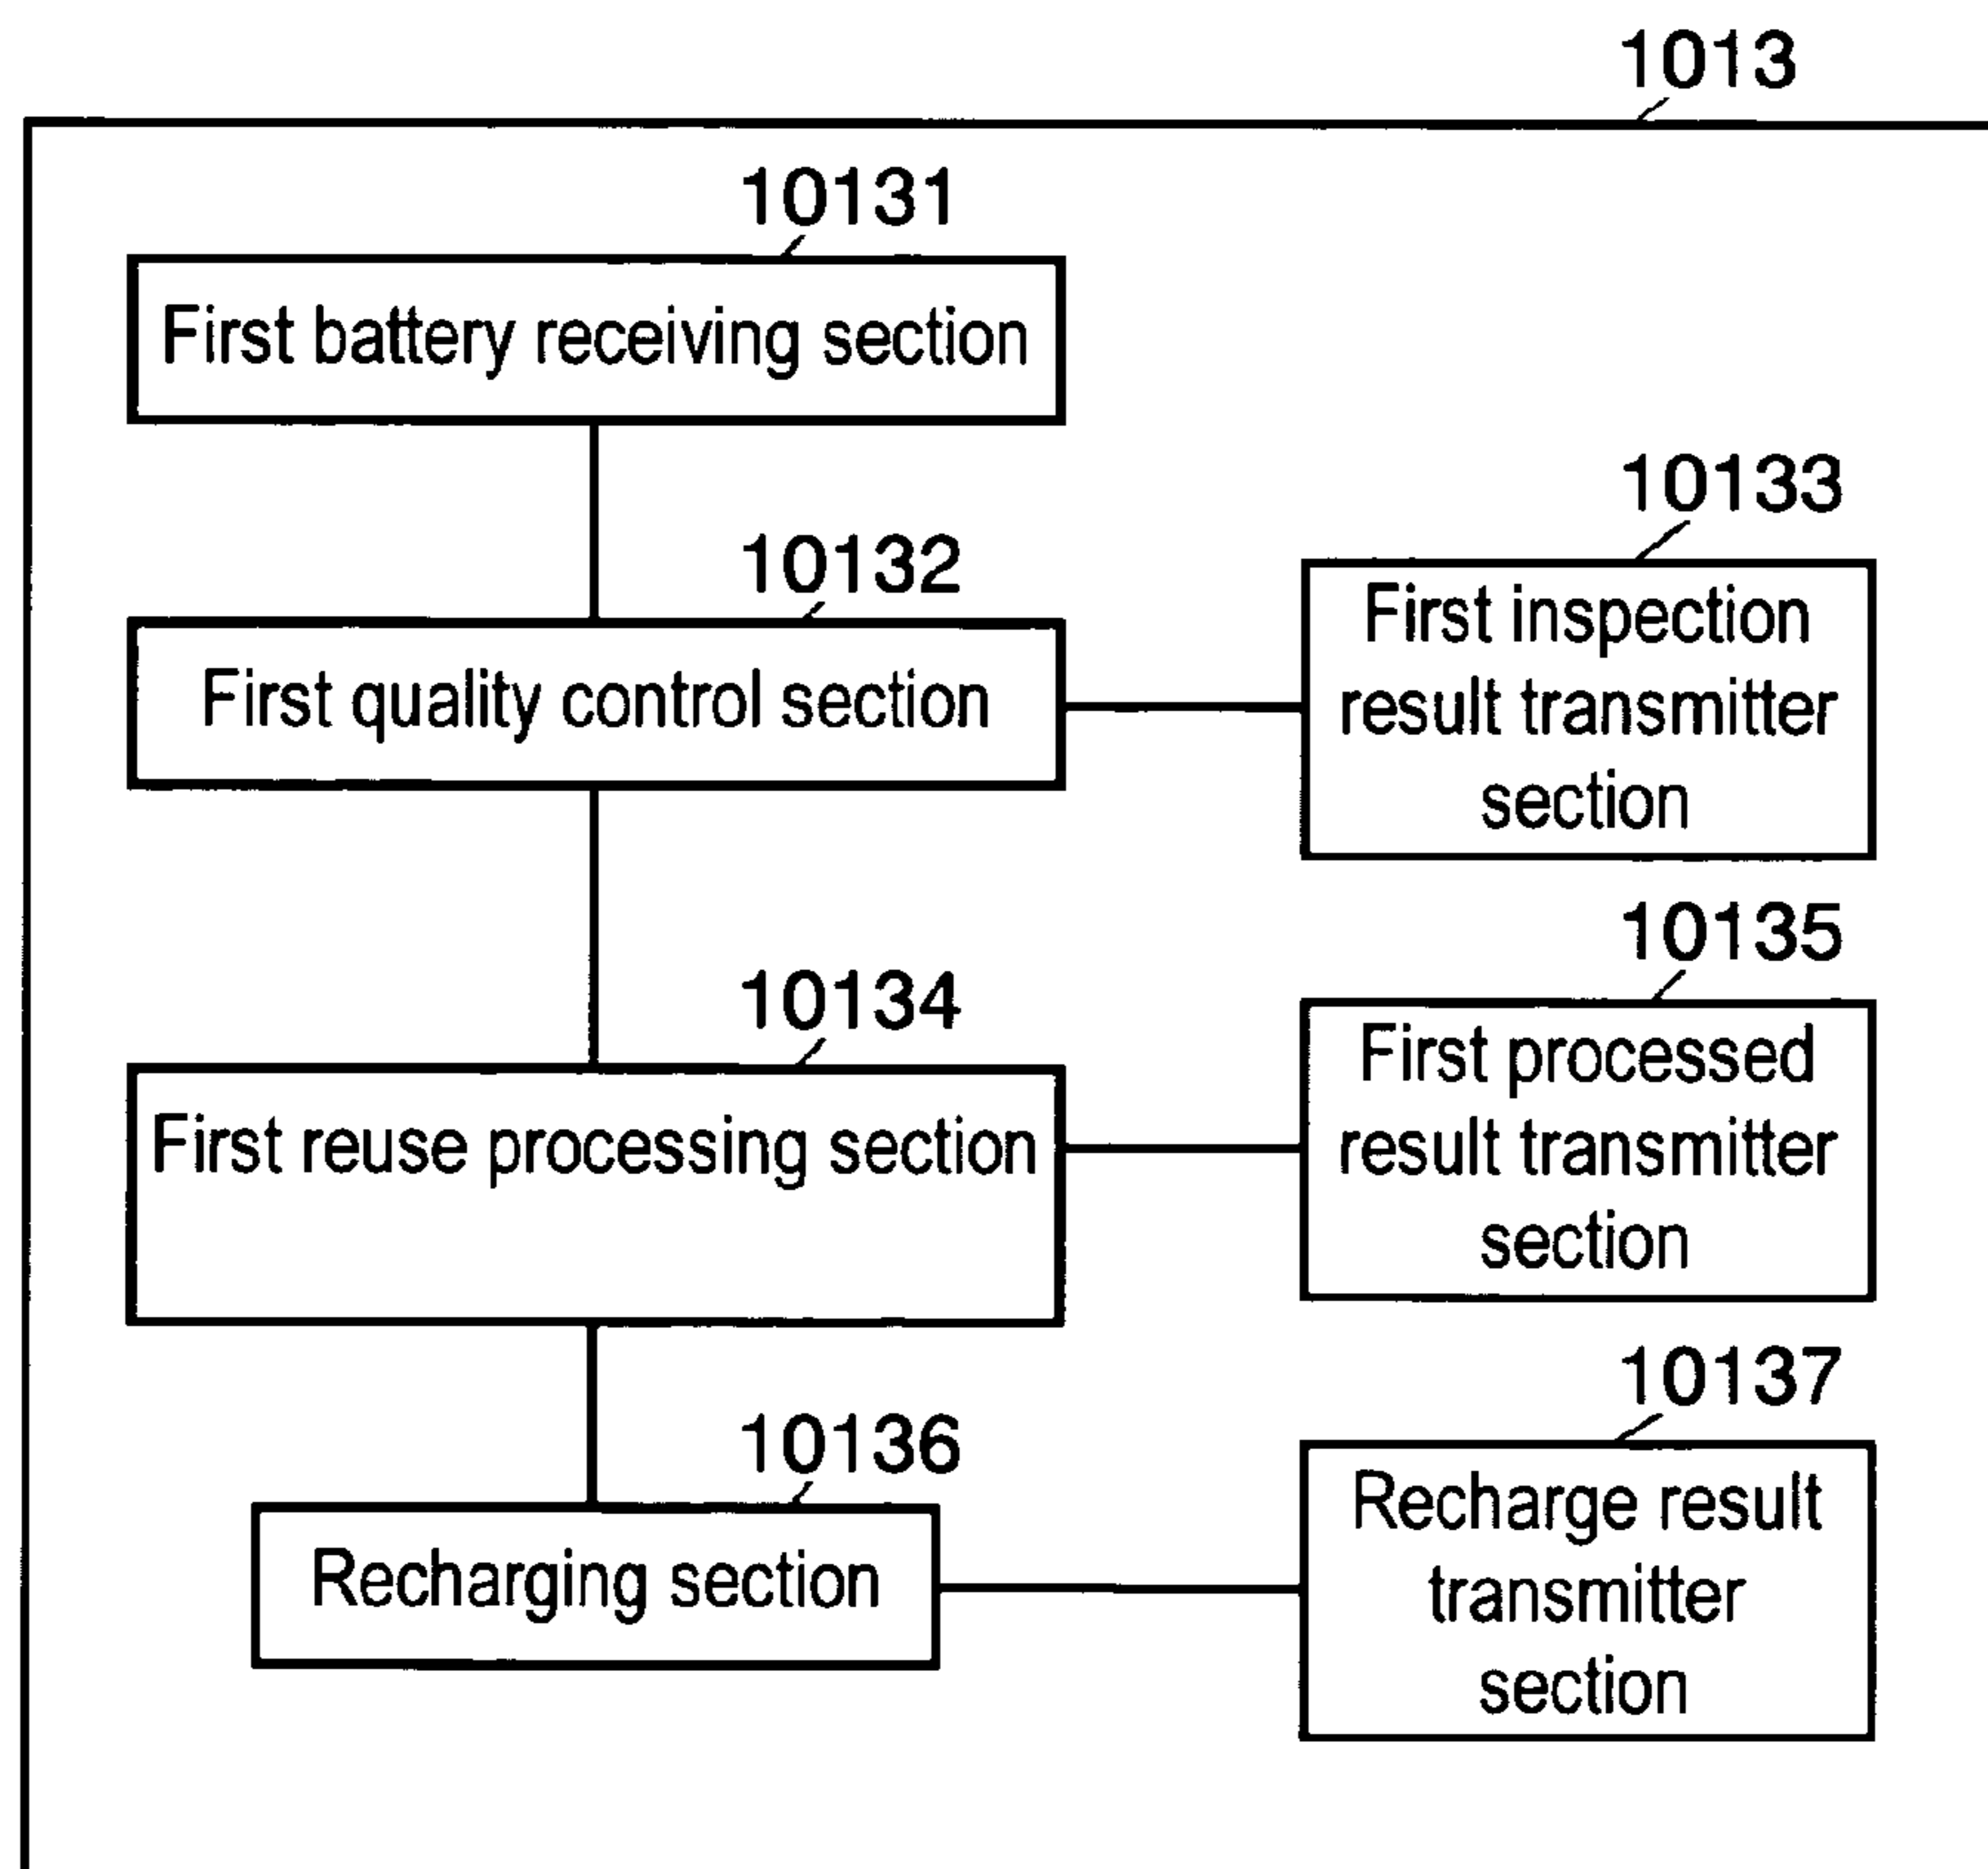 1013
10131
First battery receiving section
10132
First quality control section
10133
First inspection
result transmitter
section
10134
First reuse processing section
10135
First processed
result transmitter
section
10136
Recharging section
10137
Recharge result
transmitter
section